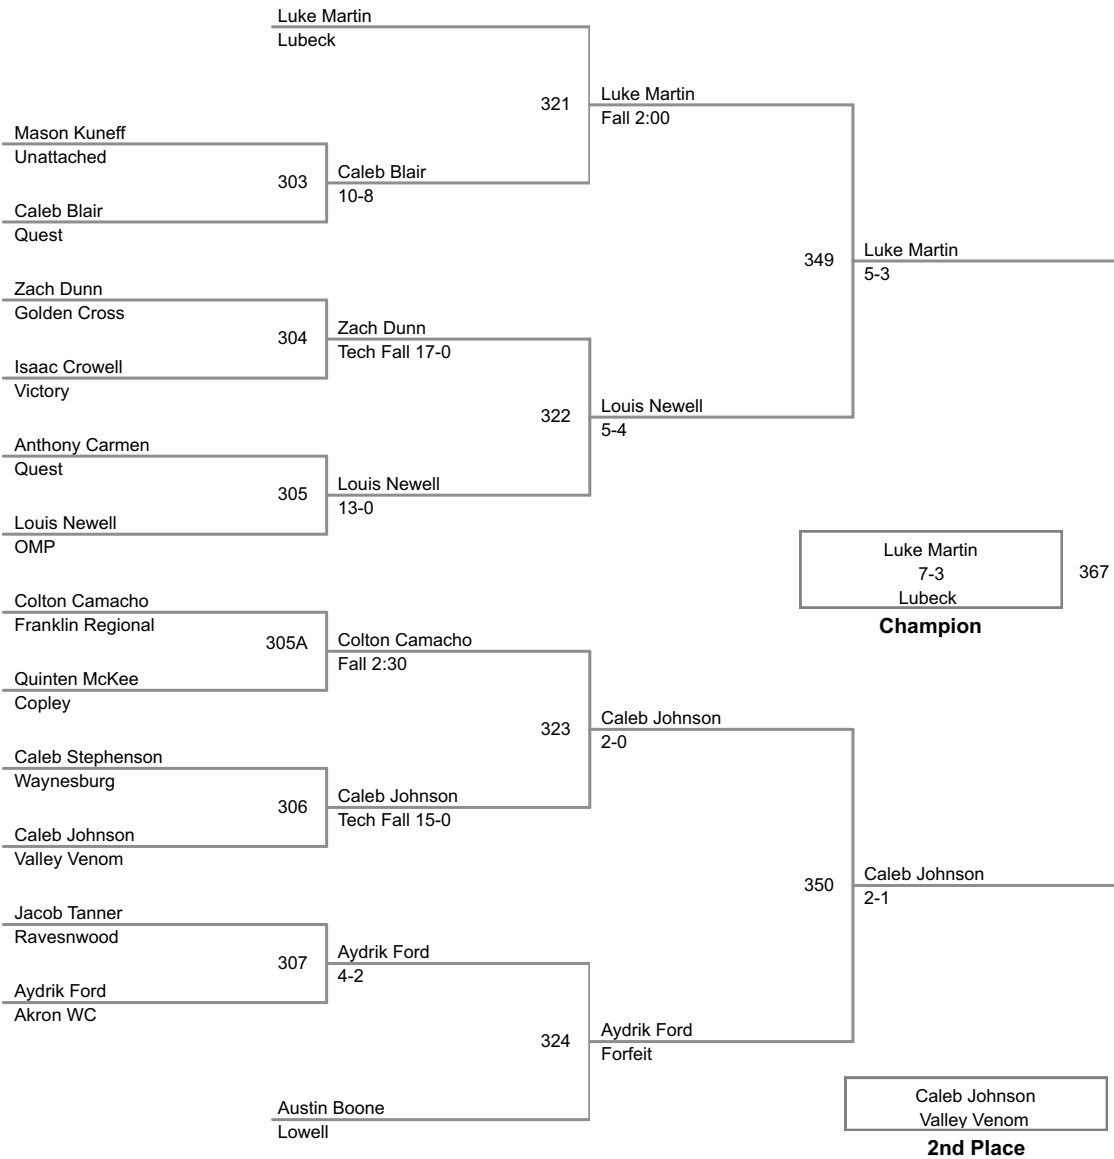 Luke Martin
Lubeck
321
Luke Martin
Fall 2:00
Mason Kuneff
Unattached
303
Caleb Blair
10-8
Caleb Blair
Quest
349
Luke Martin
5-3
Zach Dunn
Golden Cross
304
Zach Dunn
Tech Fall 17-0
Isaac Crowell
Victory
322
Louis Newell
5-4
Anthony Carmen
Quest
305
Louis Newell
13-0
Louis Newell
OMP
Luke Martin
7-3
Lubeck
367
Champion
Colton Camacho
Franklin Regional
305A
Colton Camacho
Fall 2:30
Quinten McKee
Copley
323
Caleb Johnson
2-0
Caleb Stephenson
Waynesburg
306
Caleb Johnson
Tech Fall 15-0
Caleb Johnson
Valley Venom
350
Caleb Johnson
2-1
Jacob Tanner
Ravesnwood
307
Aydrik Ford
4-2
Aydrik Ford
Akron WC
324
Aydrik Ford
Forfeit
Austin Boone
Lowell
Caleb Johnson
Valley Venom
2nd Place